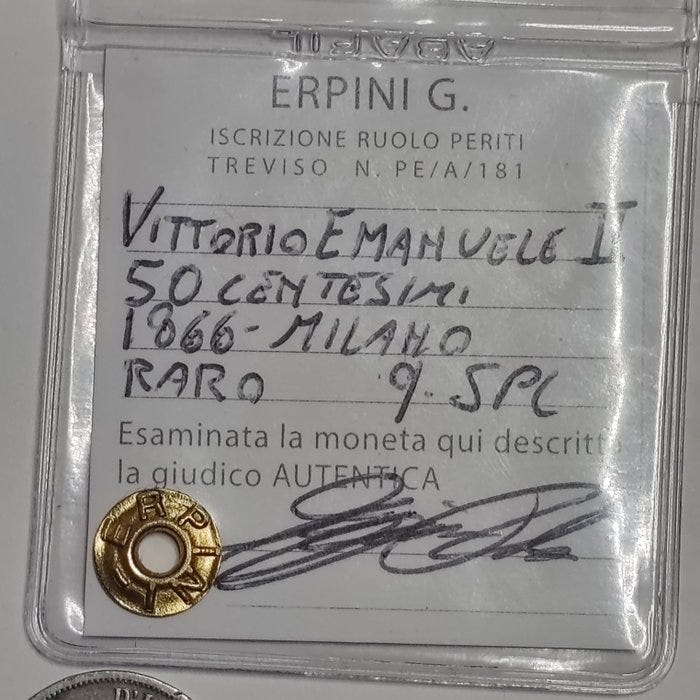 ABAFIL
ERPINI G.
ISCRIZIONE RUOLO PERITI
TREVISO N. PE/A/181
VITTORIO EMANUELE II
50 CENTESIMI
1866 - MILANO
RARO q. SPL
Esaminata la moneta qui descritta
la giudico AUTENTICA
ERPINI
D'I